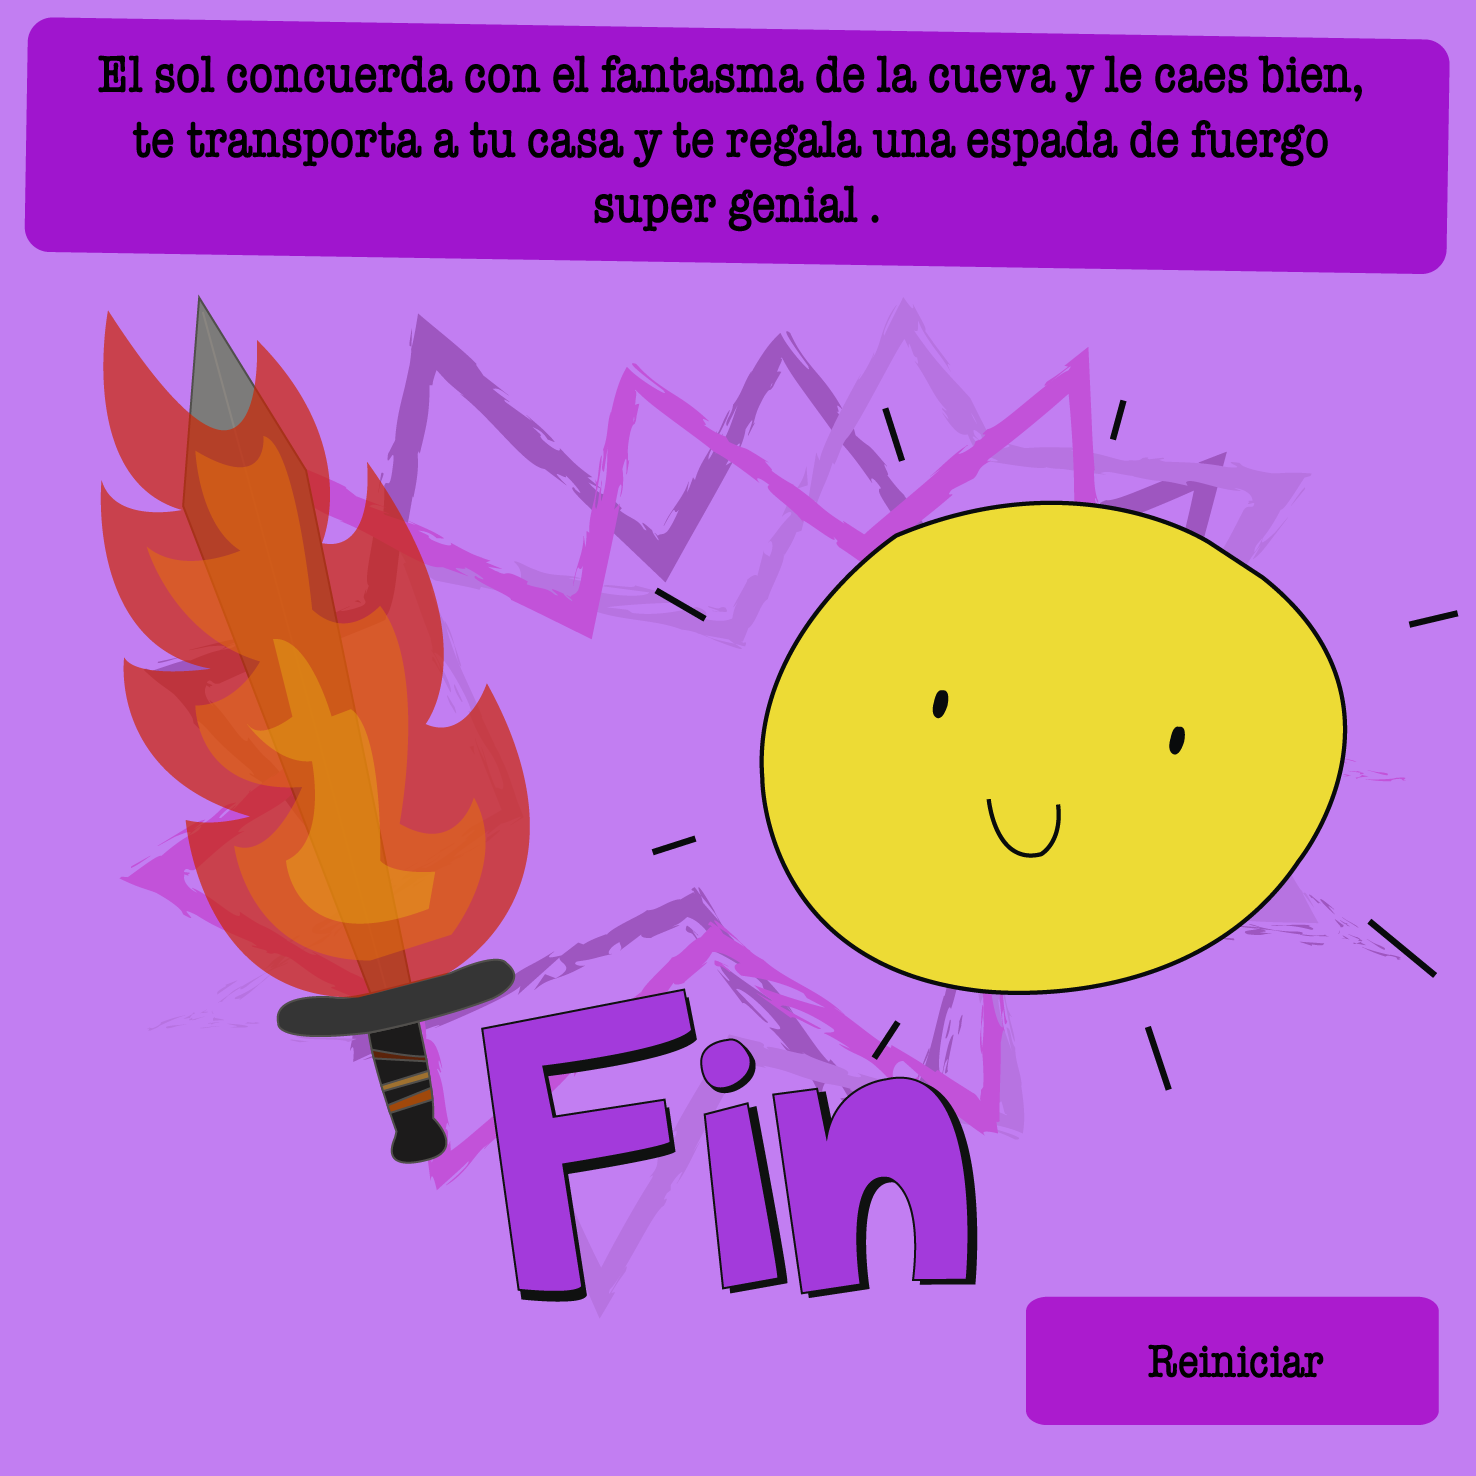 El sol concuerda con el fantasma de la cueva y le caes bien,
te transporta a tu casa y te regala una espada de fuergo
super genial .
Fin
Reiniciar